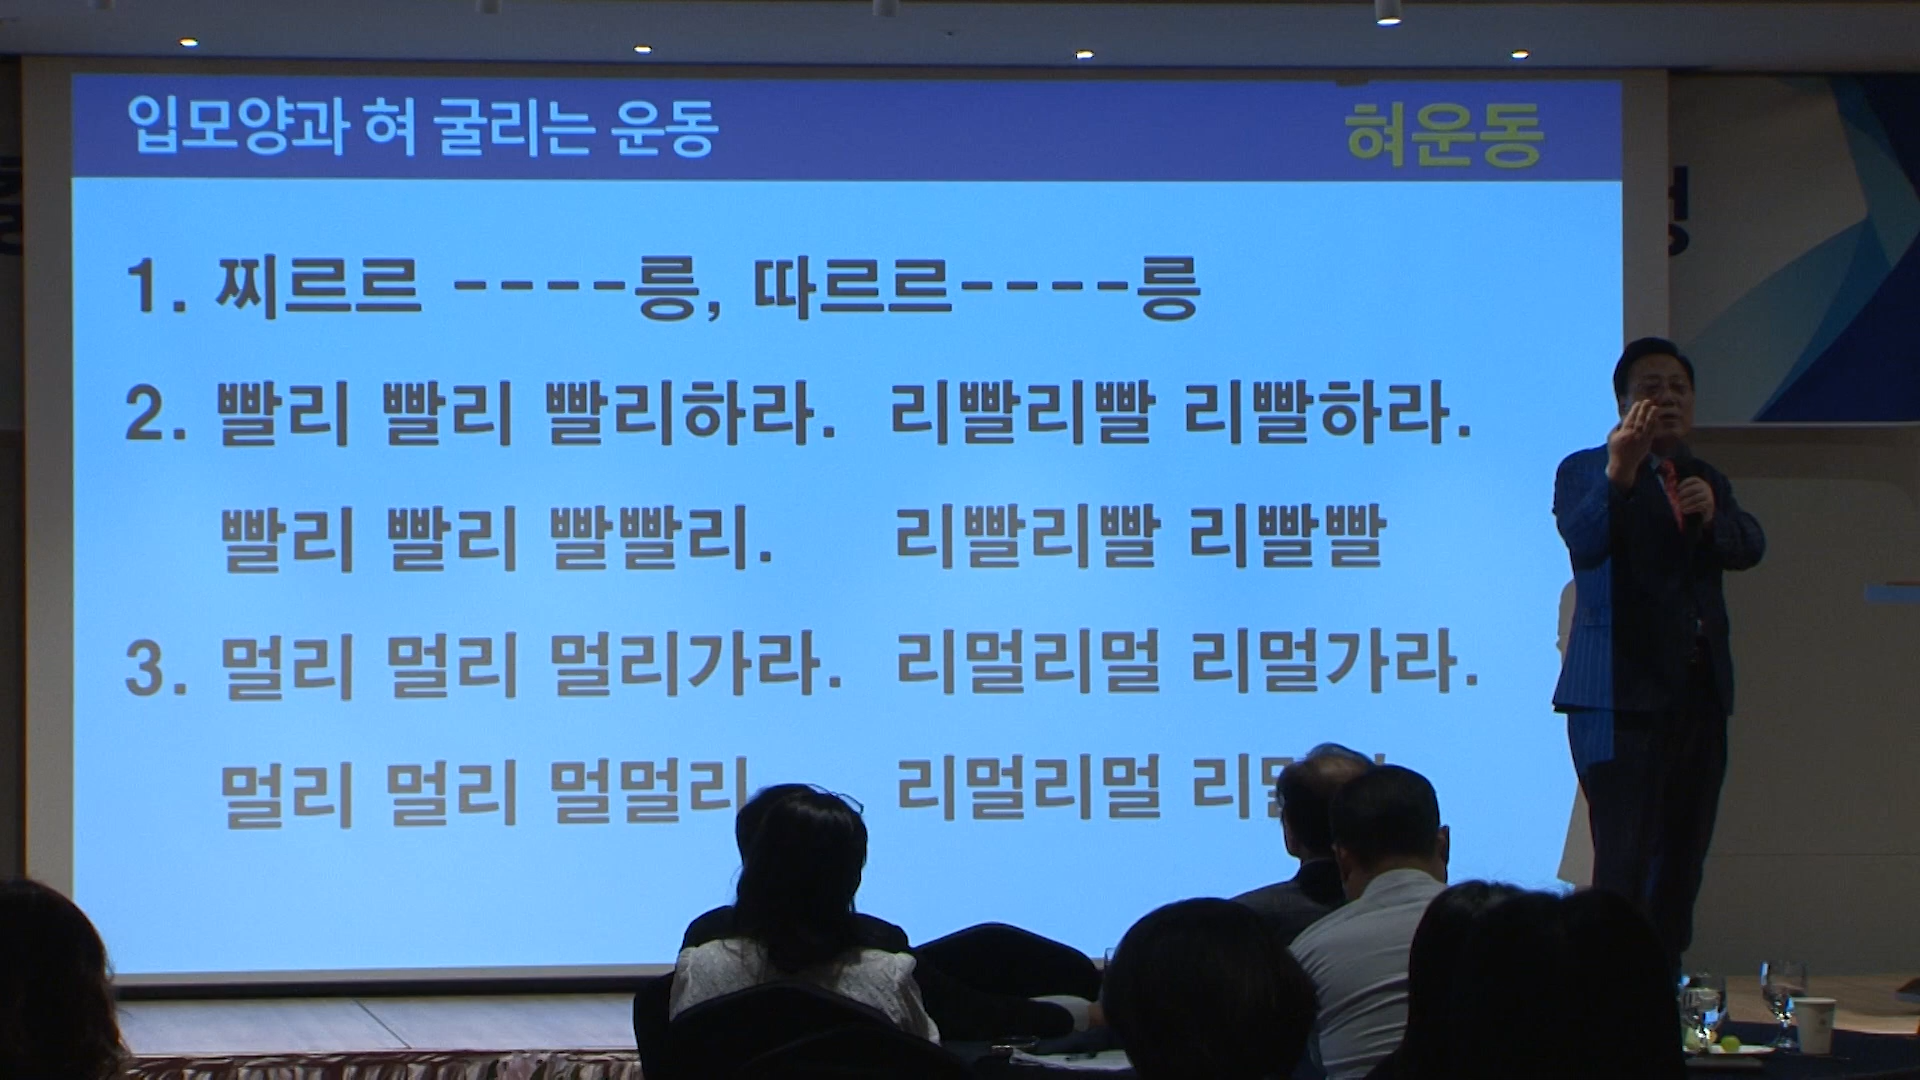 입모양과 혀 굴리는 운동 혀운동
1. 찌르르 ----릉, 따르르----릉
2. 빨리 빨리 빨리하라. 리빨리빨 리빨하라.
빨리 빨리 빨빨리. 리빨리빨 리빨빨
3. 멀리 멀리 멀리가라. 리멀리멀 리멀가라.
멀리 멀리 멀멀리. 리멀리멀